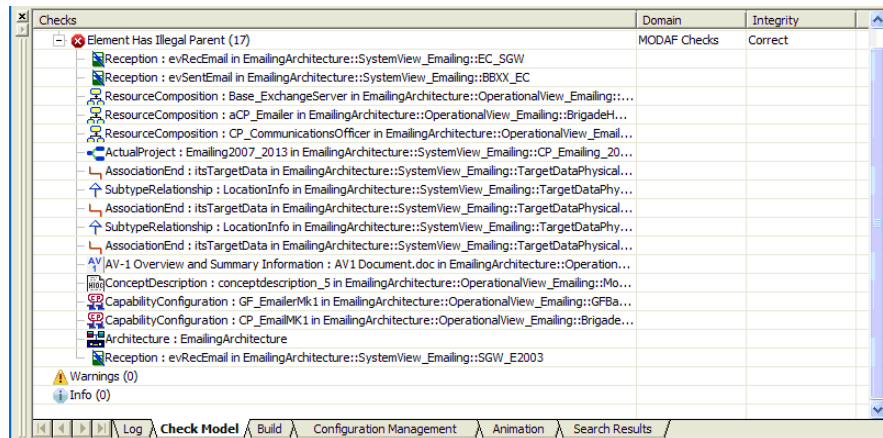 Checks Domain Integrity
Element Has Illegal Parent (17) MODAF Checks Correct
Reception : evRecEmail in EmailingArchitecture::SystemView_Emailing::EC_SGW
Reception : evSentEmail in EmailingArchitecture::SystemView_Emailing::BBXX_EC
ResourceComposition : Base_ExchangeServer in EmailingArchitecture::OperationalView_Emailing::...
ResourceComposition : aCP_Emailer in EmailingArchitecture::OperationalView_Emailing::BrigadeH...
ResourceComposition : CP_CommunicationsOfficer in EmailingArchitecture::OperationalView_Email...
ActualProject : Emailing2007_2013 in EmailingArchitecture::SystemView_Emailing::CP_Emailing_20...
AssociationEnd : itsTargetData in EmailingArchitecture::SystemView_Emailing::TargetDataPhysical...
SubtypeRelationship : LocationInfo in EmailingArchitecture::SystemView_Emailing::TargetDataPhy...
AssociationEnd : itsTargetData in EmailingArchitecture::SystemView_Emailing::TargetDataPhysical...
SubtypeRelationship : LocationInfo in EmailingArchitecture::SystemView_Emailing::TargetDataPhy...
AssociationEnd : itsTargetData in EmailingArchitecture::SystemView_Emailing::TargetDataPhysical...
AV 1 AV-1 Overview and Summary Information : AV1 Document.doc in EmailingArchitecture::Operation...
ConceptDescription : conceptdescription_5 in EmailingArchitecture::OperationalView_Emailing::Mo...
CapabilityConfiguration : GF_EmailerMk1 in EmailingArchitecture::OperationalView_Emailing::GFBa...
CapabilityConfiguration : CP_EmailMK1 in EmailingArchitecture::OperationalView_Emailing::Brigade...
Architecture : EmailingArchitecture
Reception : evRecEmail in EmailingArchitecture::SystemView_Emailing::SGW_E2003
Warnings (0)
Info (0)
Log Check Model Build Configuration Management Animation Search Results